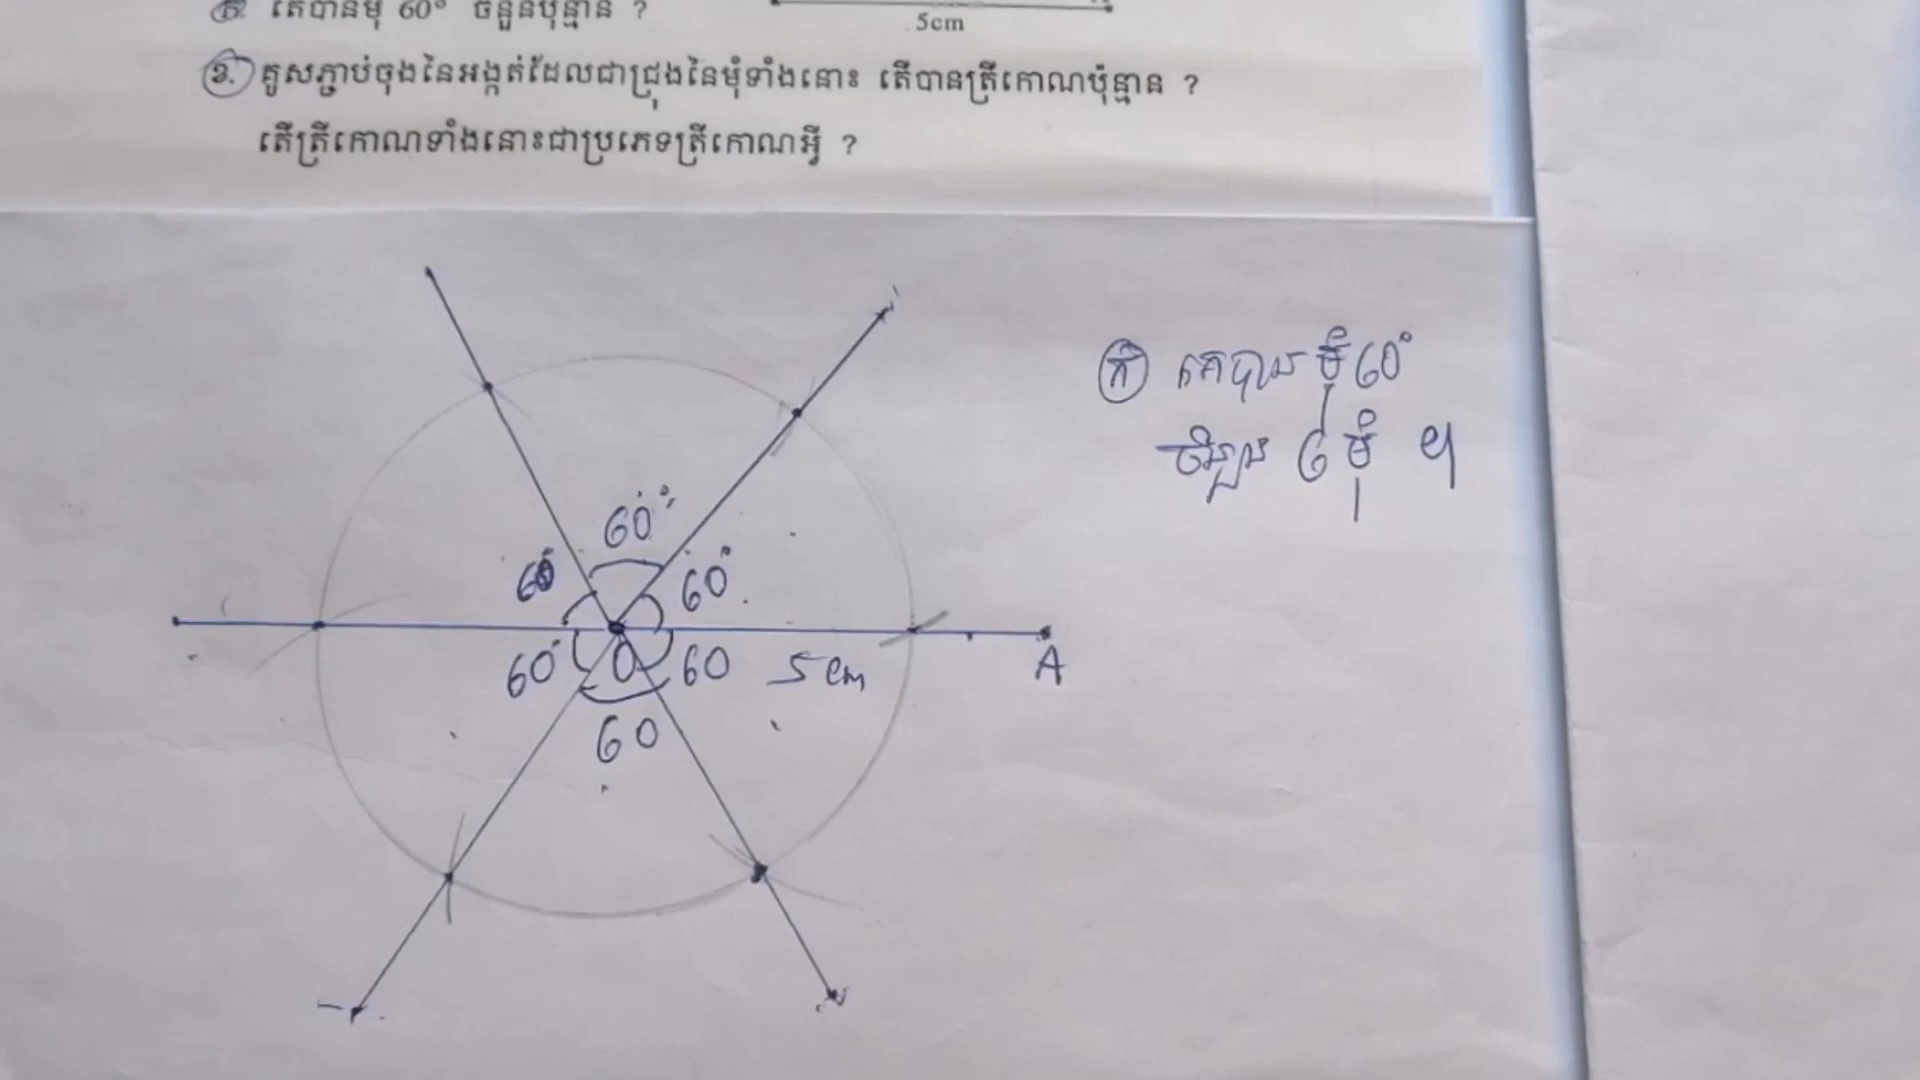 ក. តើបានមុំ 60° ចំនួនប៉ុន្មាន ?
5cm
ខ. គូសភ្ជាប់ចុងនៃអង្កត់ដែលជាជ្រុងនៃមុំទាំងនោះ តើបានត្រីកោណប៉ុន្មាន ?
តើត្រីកោណទាំងនោះជាប្រភេទត្រីកោណអ្វី ?
ក គេបានមុំ 60°
ចំនួន 6 មុំ ។
60°
60°
60°
60°
O
60
5 cm
A
60